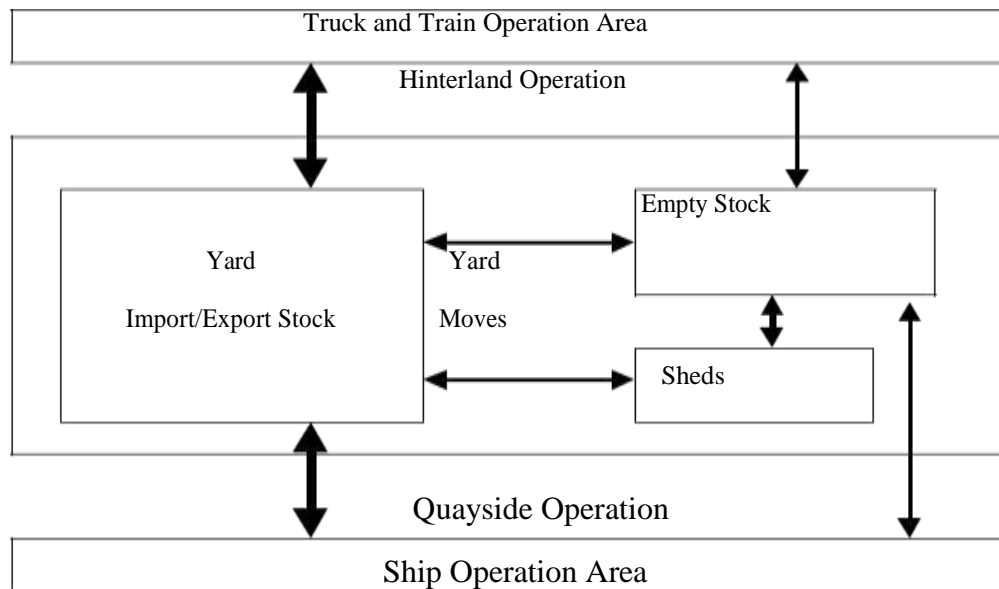 Truck and Train Operation Area
Hinterland Operation
Empty Stock
Yard
Import/Export Stock
Yard
Moves
Sheds
Quayside Operation
Ship Operation Area